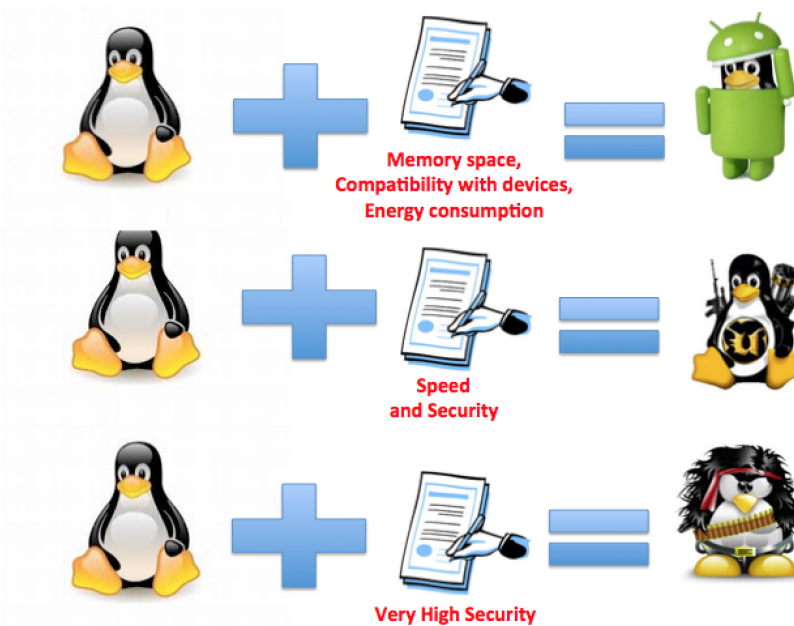 Memory space,
Compatibility with devices,
Energy consumption
Speed
and Security
Very High Security